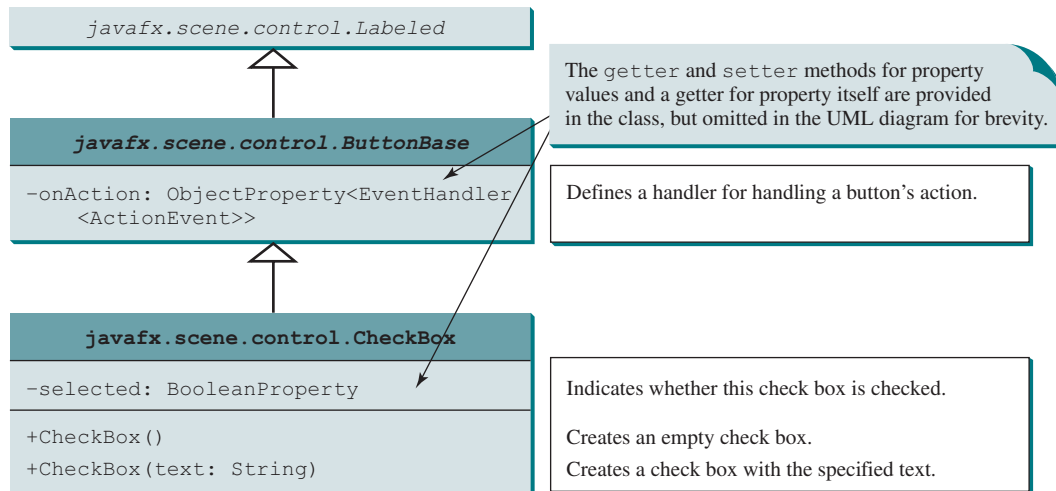 javafx.scene.control.Labeled
The getter and setter methods for property
values and a getter for property itself are provided
in the class, but omitted in the UML diagram for brevity.
javafx.scene.control.ButtonBase
-onAction: ObjectProperty<EventHandler
<ActionEvent>>
Defines a handler for handling a button's action.
javafx.scene.control.CheckBox
-selected: BooleanProperty
Indicates whether this check box is checked.
+CheckBox()
Creates an empty check box.
+CheckBox(text: String)
Creates a check box with the specified text.